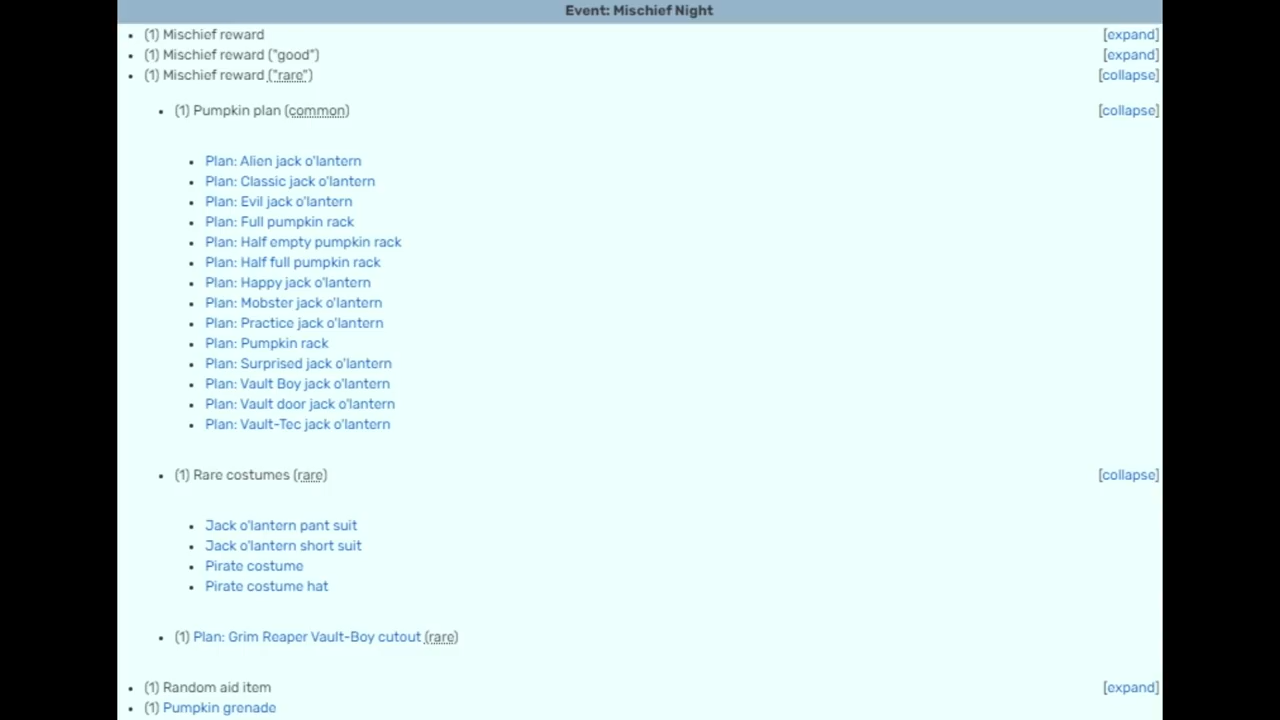 Event: Mischief Night
• (1) Mischief reward [expand]
• (1) Mischief reward ("good") [expand]
• (1) Mischief reward ("rare") [collapse]
• (1) Pumpkin plan (common) [collapse]
• Plan: Alien jack o'lantern
• Plan: Classic jack o'lantern
• Plan: Evil jack o'lantern
• Plan: Full pumpkin rack
• Plan: Half empty pumpkin rack
• Plan: Half full pumpkin rack
• Plan: Happy jack o'lantern
• Plan: Mobster jack o'lantern
• Plan: Practice jack o'lantern
• Plan: Pumpkin rack
• Plan: Surprised jack o'lantern
• Plan: Vault Boy jack o'lantern
• Plan: Vault door jack o'lantern
• Plan: Vault-Tec jack o'lantern
• (1) Rare costumes (rare) [collapse]
• Jack o'lantern pant suit
• Jack o'lantern short suit
• Pirate costume
• Pirate costume hat
• (1) Plan: Grim Reaper Vault-Boy cutout (rare)
• (1) Random aid item [expand]
• (1) Pumpkin grenade